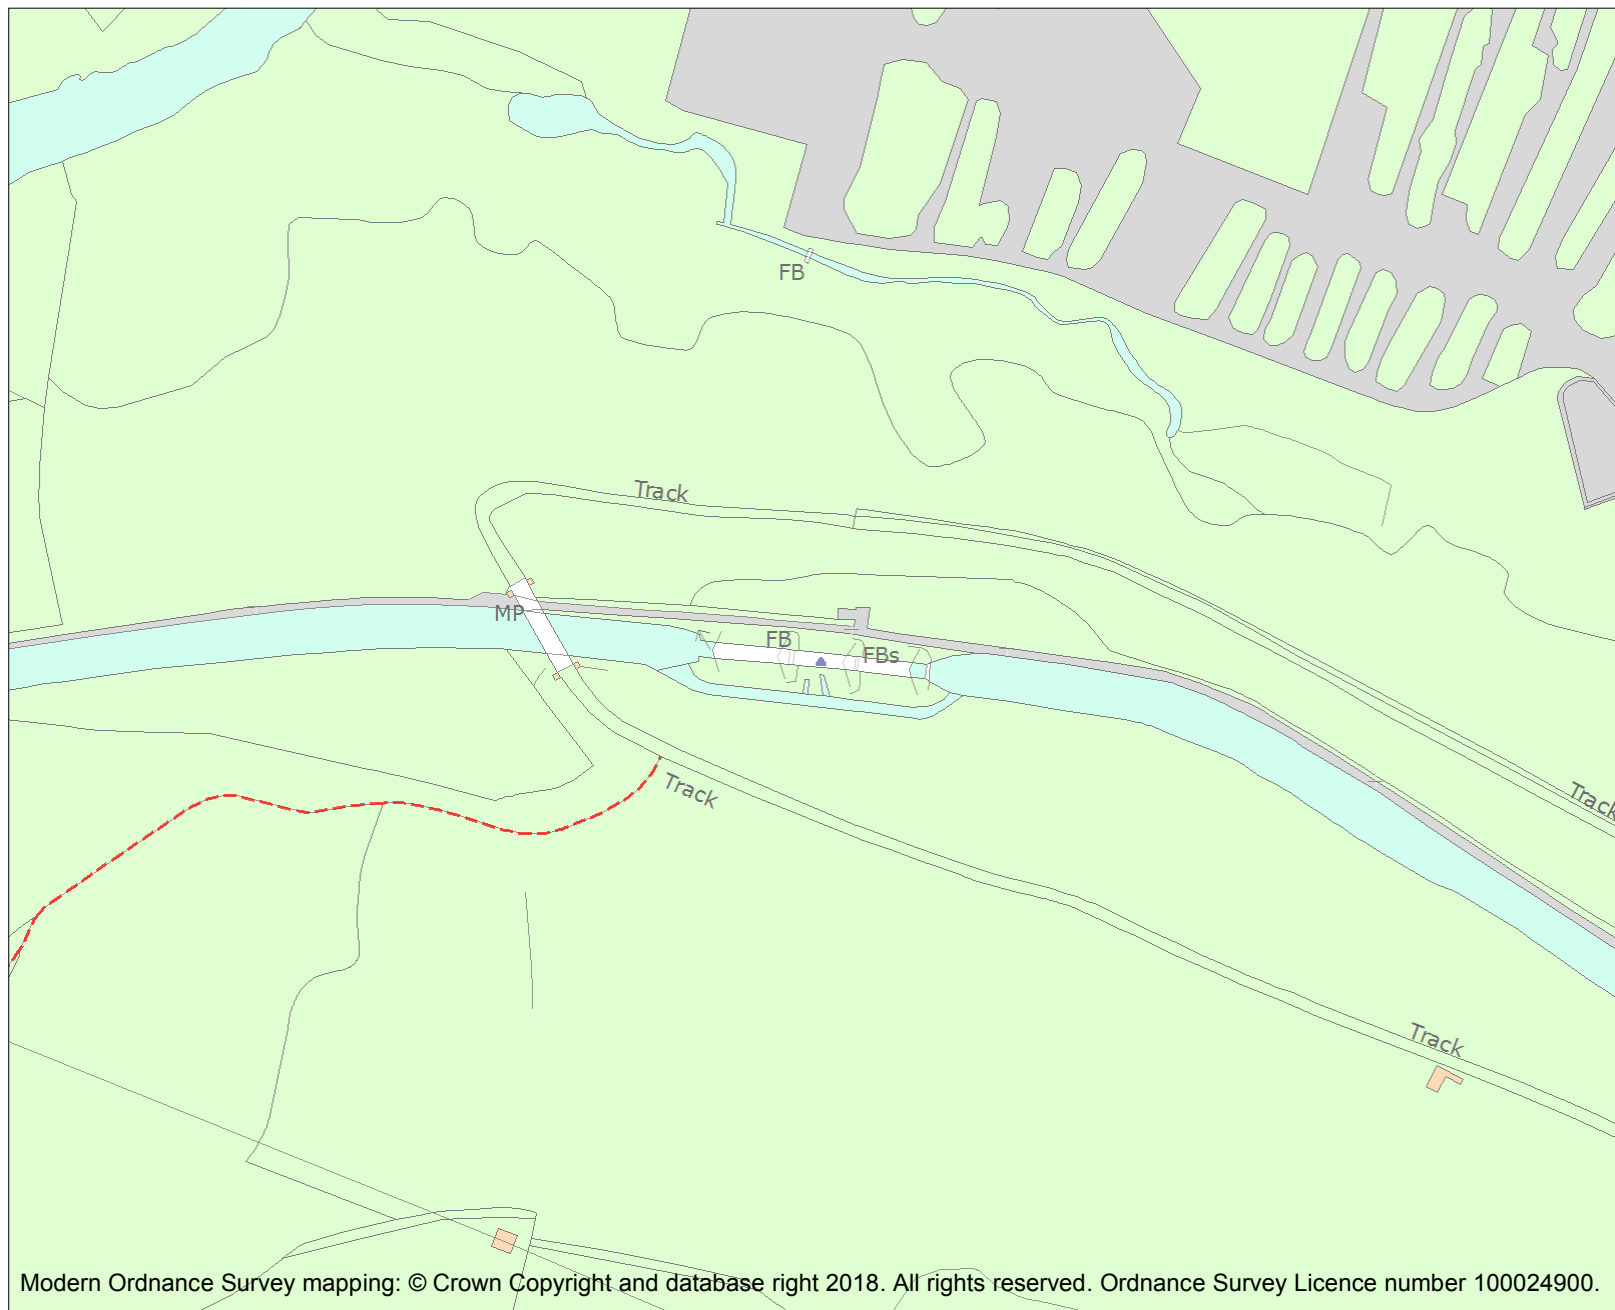 FB
Track
MP
FB
FBs
Track
Track
Track
Modern Ordnance Survey mapping: © Crown Copyright and database right 2018. All rights reserved. Ordnance Survey Licence number 100024900.